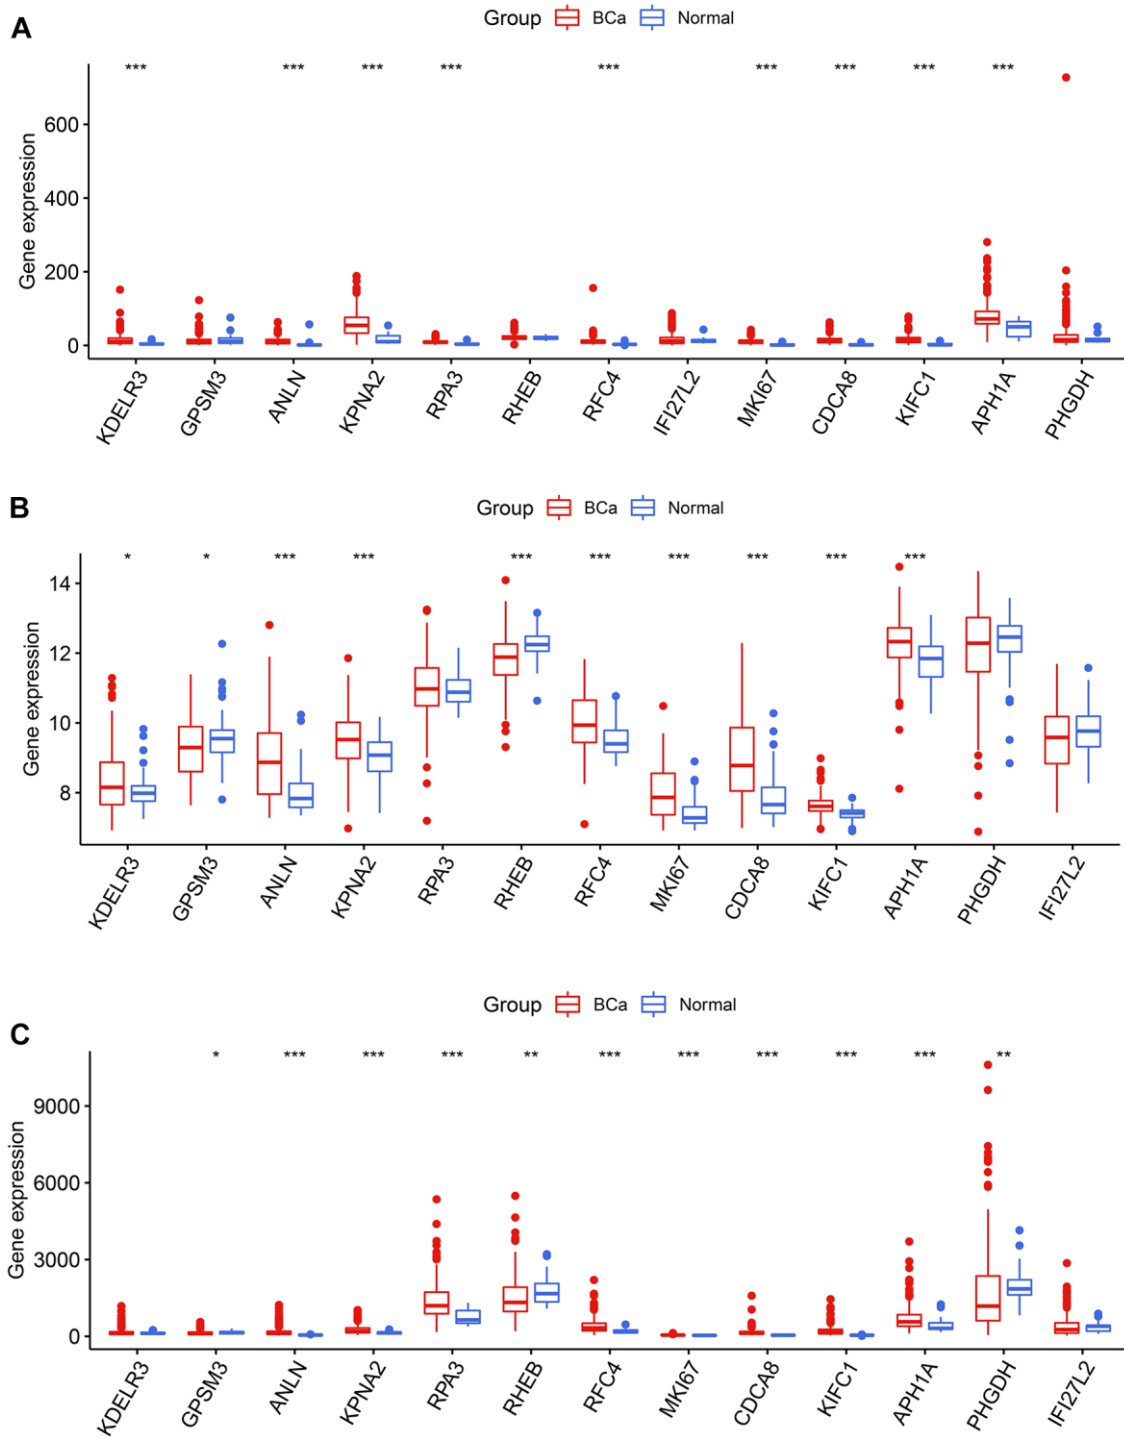 A
Group BCa Normal
*** *** *** *** *** *** *** *** ***
Gene expression
600
400
200
0
KDELR3 GPSM3 ANLN KPNA2 RPA3 RHEB RFC4 IFI27L2 MKI67 CDCA8 KIFC1 APH1A PHGDH
B
Group BCa Normal
* * *** *** *** *** *** *** *** ***
Gene expression
14
12
10
8
KDELR3 GPSM3 ANLN KPNA2 RPA3 RHEB RFC4 MKI67 CDCA8 KIFC1 APH1A PHGDH IFI27L2
C
Group BCa Normal
* *** *** *** ** *** *** *** *** *** **
Gene expression
9000
6000
3000
0
KDELR3 GPSM3 ANLN KPNA2 RPA3 RHEB RFC4 MKI67 CDCA8 KIFC1 APH1A PHGDH IFI27L2